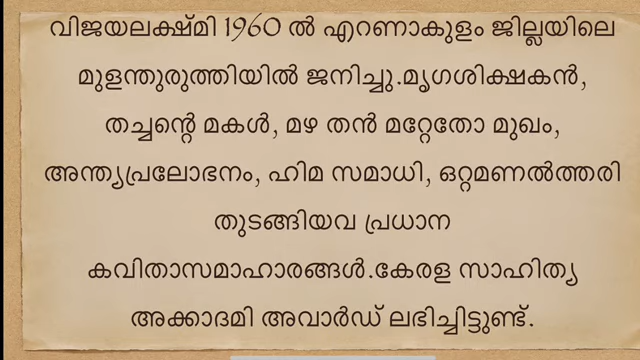 വിജയലക്ഷ്മി 1960 ൽ എറണാകുളം ജില്ലയിലെ
മുളന്തുരുത്തിയിൽ ജനിച്ചു.മൃഗശിക്ഷകൻ,
തച്ചന്റെ മകൾ, മഴ തൻ മറ്റേതോ മുഖം,
അന്ത്യപ്രലോഭനം, ഹിമ സമാധി, ഒറ്റമണൽത്തരി
തുടങ്ങിയവ പ്രധാന
കവിതാസമാഹാരങ്ങൾ.കേരള സാഹിത്യ
അക്കാദമി അവാർഡ് ലഭിച്ചിട്ടുണ്ട്.